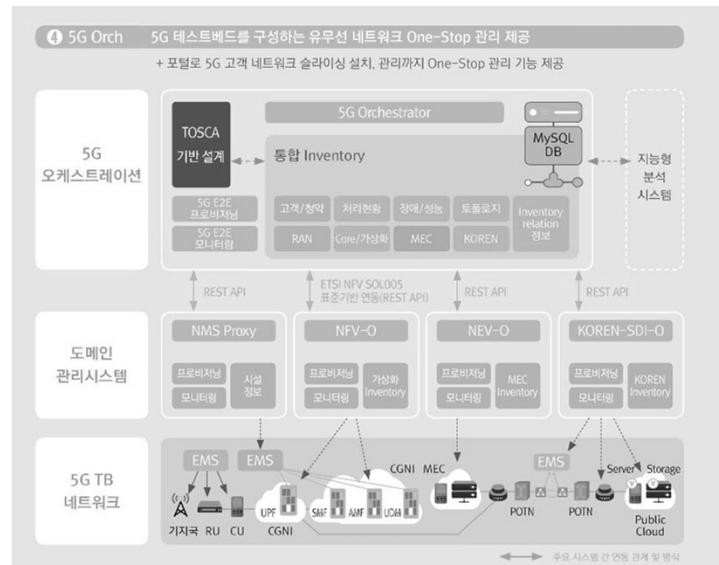 ❹ 5G Orch 5G 테스트베드를 구성하는 유무선 네트워크 One-Stop 관리 제공
+ 포털로 5G 고객 네트워크 슬라이싱 설치, 관리까지 One-Stop 관리 기능 제공
5G
오케스트레이션
TOSCA
기반 설계
5G Orchestrator
통합 Inventory
MySQL
DB
지능형
분석
시스템
5G E2E
프로비저닝
5G E2E
모니터링
고객/청약
처리현황
장애/성능
토폴로지
RAN
Core/가상화
MEC
KOREN
Inventory
relation
정보
REST API
ETSI NFV SOL005
표준기반 연동(REST API)
REST API
REST API
도메인
관리시스템
NMS Proxy
프로비저닝
모니터링
시설
정보
NFV-O
프로비저닝
모니터링
가상화
Inventory
NEV-O
프로비저닝
모니터링
MEC
Inventory
KOREN-SDI-O
프로비저닝
모니터링
KOREN
Inventory
5G TB
네트워크
EMS
EMS
CGNI
MEC
EMS
Server
Storage
기지국
RU
CU
UPF
CGNI
SMF
AMF
UDM
POTN
POTN
Public
Cloud
주요 시스템 간 연동 관계 및 방식